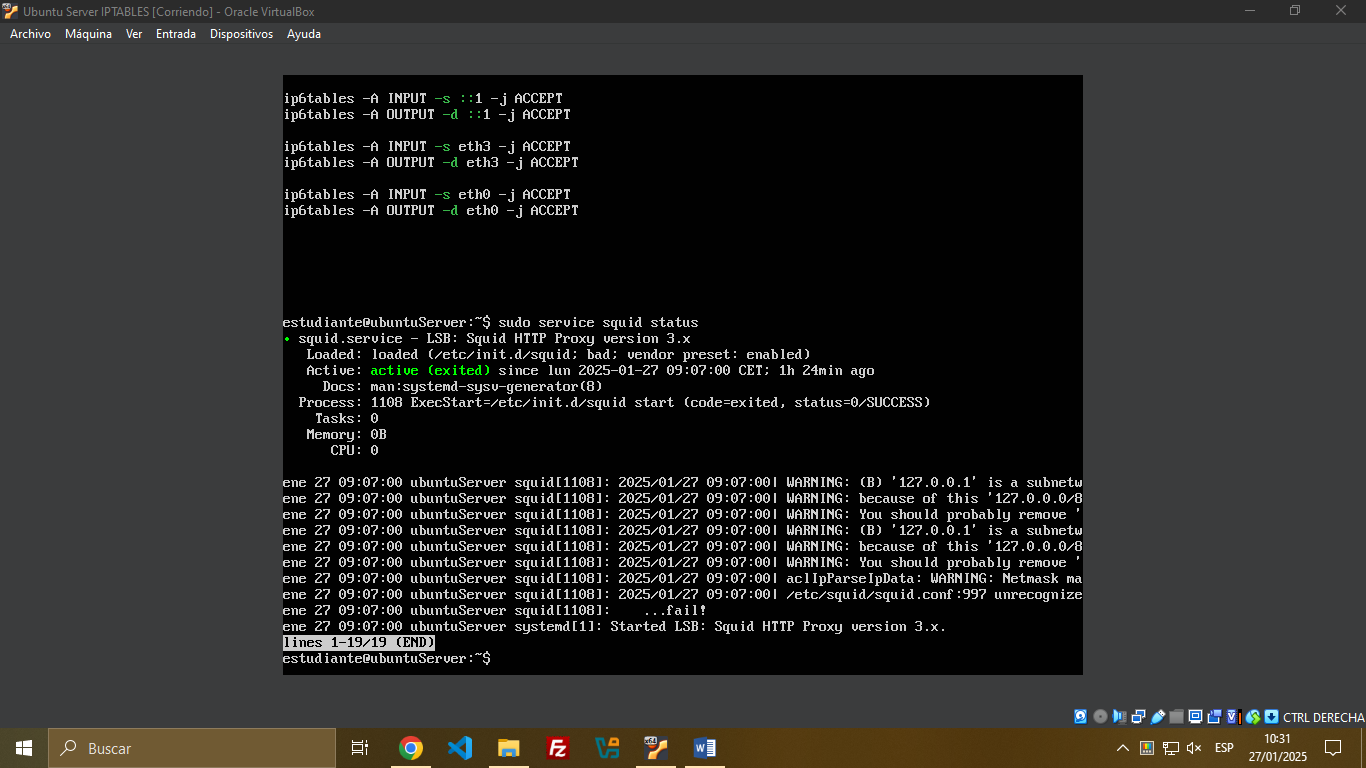 Ubuntu Server IPTABLES [Corriendo] - Oracle VirtualBox
Archivo Máquina Ver Entrada Dispositivos Ayuda
ip6tables -A INPUT -s ::1 -j ACCEPT
ip6tables -A OUTPUT -d ::1 -j ACCEPT
ip6tables -A INPUT -s eth3 -j ACCEPT
ip6tables -A OUTPUT -d eth3 -j ACCEPT
ip6tables -A INPUT -s eth0 -j ACCEPT
ip6tables -A OUTPUT -d eth0 -j ACCEPT
estudiante@ubuntuServer:~$ sudo service squid status
● squid.service - LSB: Squid HTTP Proxy version 3.x
Loaded: loaded (/etc/init.d/squid; bad; vendor preset: enabled)
Active: active (exited) since lun 2025-01-27 09:07:00 CET; 1h 24min ago
Docs: man:systemd-sysv-generator(8)
Process: 1108 ExecStart=/etc/init.d/squid start (code=exited, status=0/SUCCESS)
Tasks: 0
Memory: 0B
CPU: 0
ene 27 09:07:00 ubuntuServer squid[1108]: 2025/01/27 09:07:00| WARNING: (B) '127.0.0.1' is a subnetw
ene 27 09:07:00 ubuntuServer squid[1108]: 2025/01/27 09:07:00| WARNING: because of this '127.0.0.0/8
ene 27 09:07:00 ubuntuServer squid[1108]: 2025/01/27 09:07:00| WARNING: You should probably remove '
ene 27 09:07:00 ubuntuServer squid[1108]: 2025/01/27 09:07:00| WARNING: (B) '127.0.0.1' is a subnetw
ene 27 09:07:00 ubuntuServer squid[1108]: 2025/01/27 09:07:00| WARNING: because of this '127.0.0.0/8
ene 27 09:07:00 ubuntuServer squid[1108]: 2025/01/27 09:07:00| WARNING: You should probably remove '
ene 27 09:07:00 ubuntuServer squid[1108]: 2025/01/27 09:07:00| aclIpParseIpData: WARNING: Netmask ma
ene 27 09:07:00 ubuntuServer squid[1108]: 2025/01/27 09:07:00| /etc/squid/squid.conf:997 unrecognize
ene 27 09:07:00 ubuntuServer squid[1108]: ...fail!
ene 27 09:07:00 ubuntuServer systemd[1]: Started LSB: Squid HTTP Proxy version 3.x.
lines 1-19/19 (END)
estudiante@ubuntuServer:~$
CTRL DERECHA
Buscar
ESP
10:31
27/01/2025